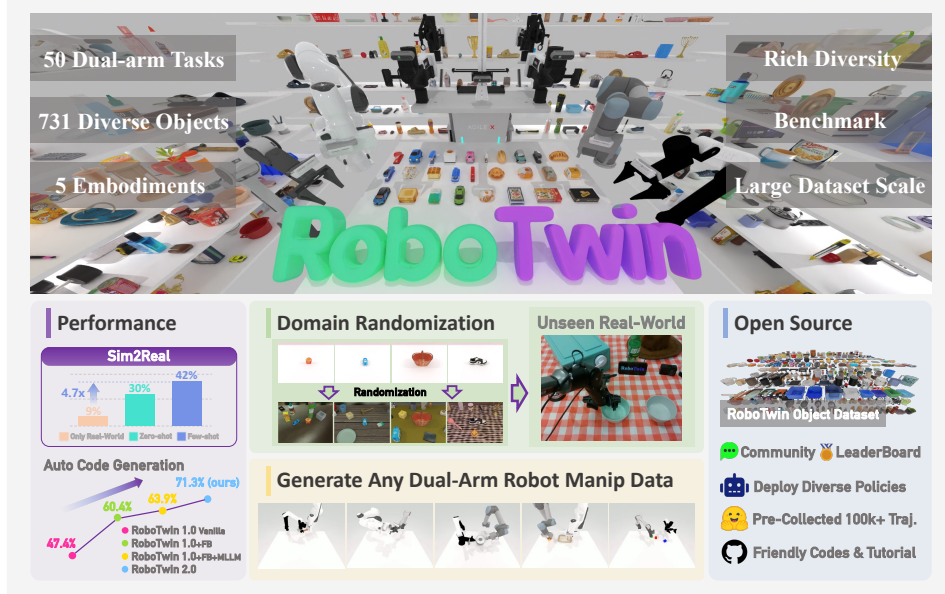 50 Dual-arm Tasks
731 Diverse Objects
5 Embodiments
Rich Diversity
Benchmark
Large Dataset Scale
RoboTwin
Performance
Sim2Real
4.7x
9%
30%
42%
Only Real-World
Zero-shot
Few-shot
Auto Code Generation
47.4%
60.4%
63.9%
71.3% (ours)
RoboTwin 1.0 Vanilla
RoboTwin 1.0+FB
RoboTwin 1.0+FB+MLLM
RoboTwin 2.0
Domain Randomization
Randomization
Unseen Real-World
RoboTwin
Generate Any Dual-Arm Robot Manip Data
Open Source
RoboTwin Object Dataset
Community
LeaderBoard
Deploy Diverse Policies
Pre-Collected 100k+ Traj.
Friendly Codes & Tutorial